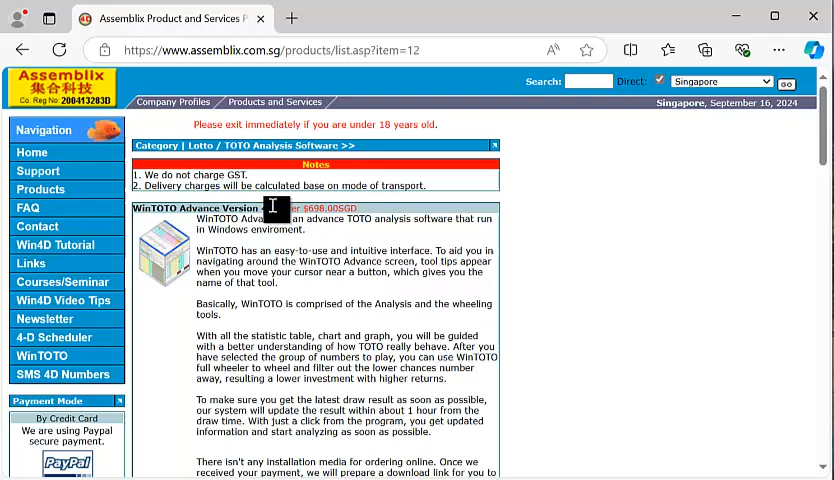 Assemblix Product and Services P
https://www.assemblix.com.sg/products/list.asp?item=12
Assemblix
集合科技
Co. Reg No: 200413283D
Search:
Direct:
Singapore
GO
Company Profiles
Products and Services
Singapore, September 16, 2024
Navigation
Home
Support
Products
FAQ
Contact
Win4D Tutorial
Links
Courses/Seminar
Win4D Video Tips
Newsletter
4-D Scheduler
WinTOTO
SMS 4D Numbers
Payment Mode
By Credit Card
We are using Paypal
secure payment.
PayPal
Please exit immediately if you are under 18 years old.
Category | Lotto / TOTO Analysis Software >>
Notes
1. We do not charge GST.
2. Delivery charges will be calculated base on mode of transport.
WinTOTO Advance Version $698.00SGD
WinTOTO an advance TOTO analysis software that run
in Windows enviroment.
WinTOTO has an easy-to-use and intuitive interface. To aid you in
navigating around the WinTOTO Advance screen, tool tips appear
when you move your cursor near a button, which gives you the
name of that tool.
Basically, WinTOTO is comprised of the Analysis and the wheeling
tools.
With all the statistic table, chart and graph, you will be guided
with a better understanding of how TOTO really behave. After you
have selected the group of numbers to play, you can use WinTOTO
full wheeler to wheel and filter out the lower chances number
away, resulting a lower investment with higher returns.
To make sure you get the latest draw result as soon as possible,
our system will update the result within about 1 hour from the
draw time. With just a click from the program, you get updated
information and start analyzing as soon as possible.
There isn't any installation media for ordering online. Once we
received your payment, we will prepare a download link for you to